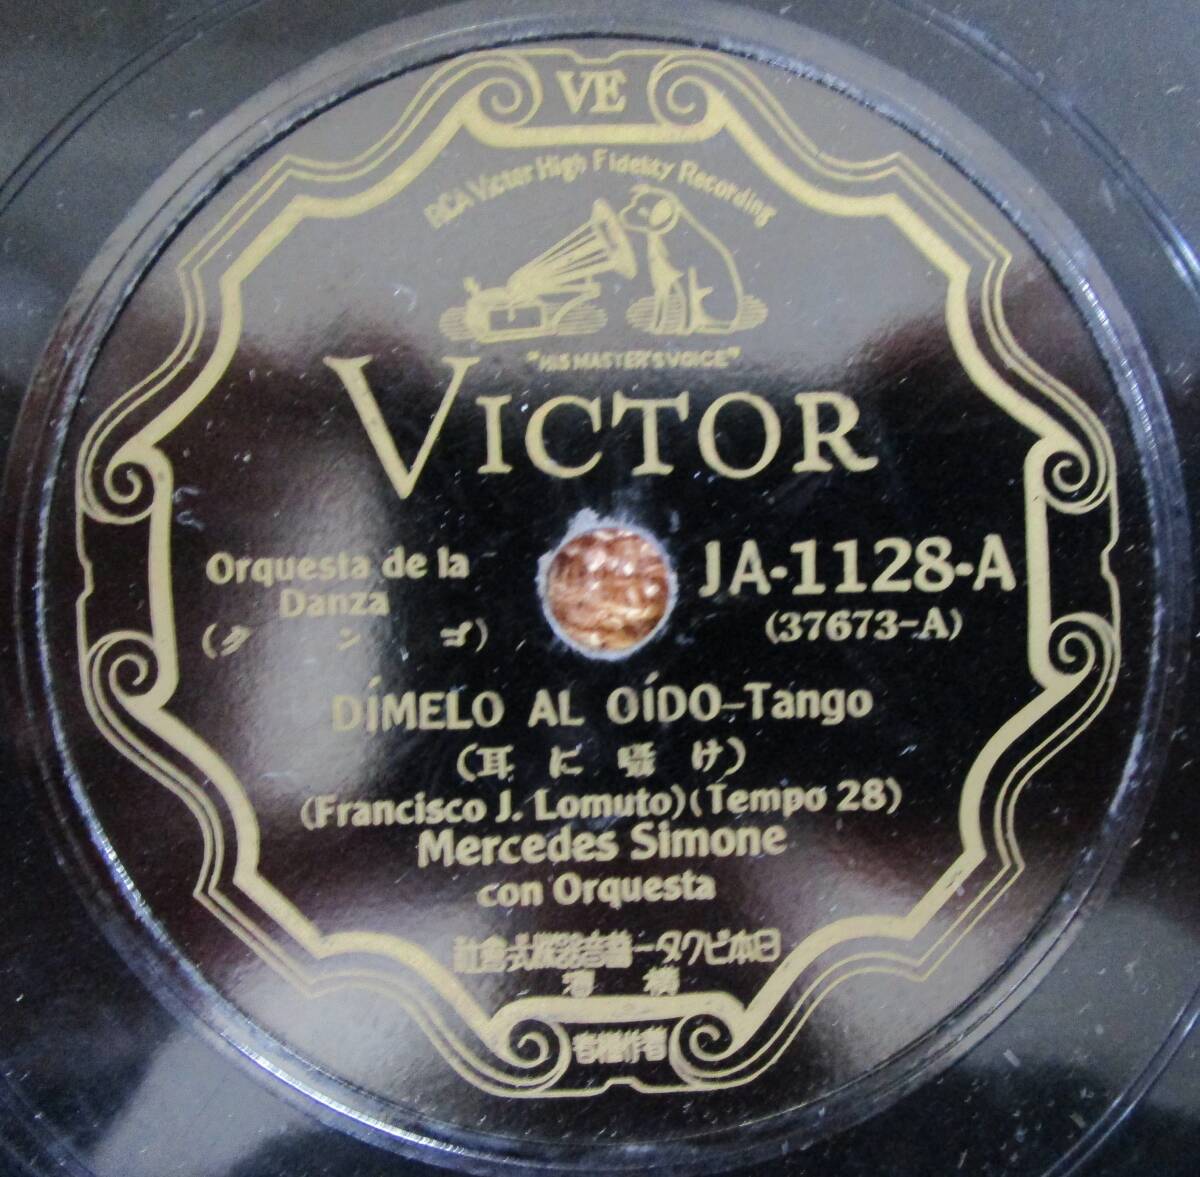 VE
RCA Victor High Fidelity Recording
"HIS MASTER'S VOICE"
VICTOR
Orquesta de la
Danza
(タンゴ)
JA-1128-A
(37673-A)
DÍMELO AL OÍDO-Tango
(耳に囁け)
(Francisco J. Lomuto) (Tempo 28)
Mercedes Simone
con Orquesta
社會式株器音蓄ータクビ本日
濱橫
者權作著